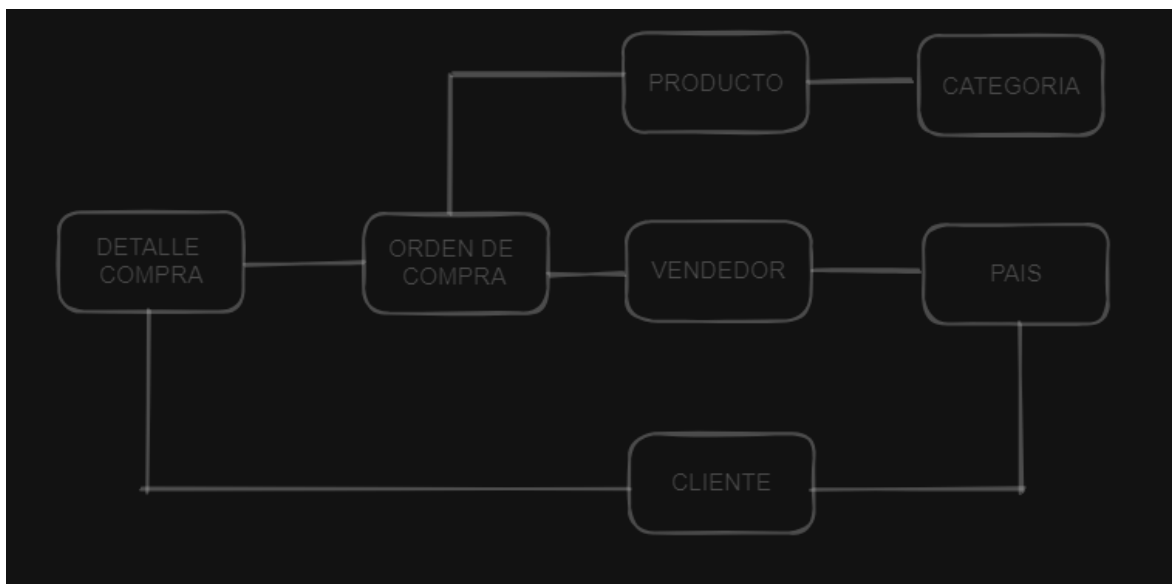 PRODUCTO
CATEGORIA
DETALLE
COMPRA
ORDEN DE
COMPRA
VENDEDOR
PAIS
CLIENTE